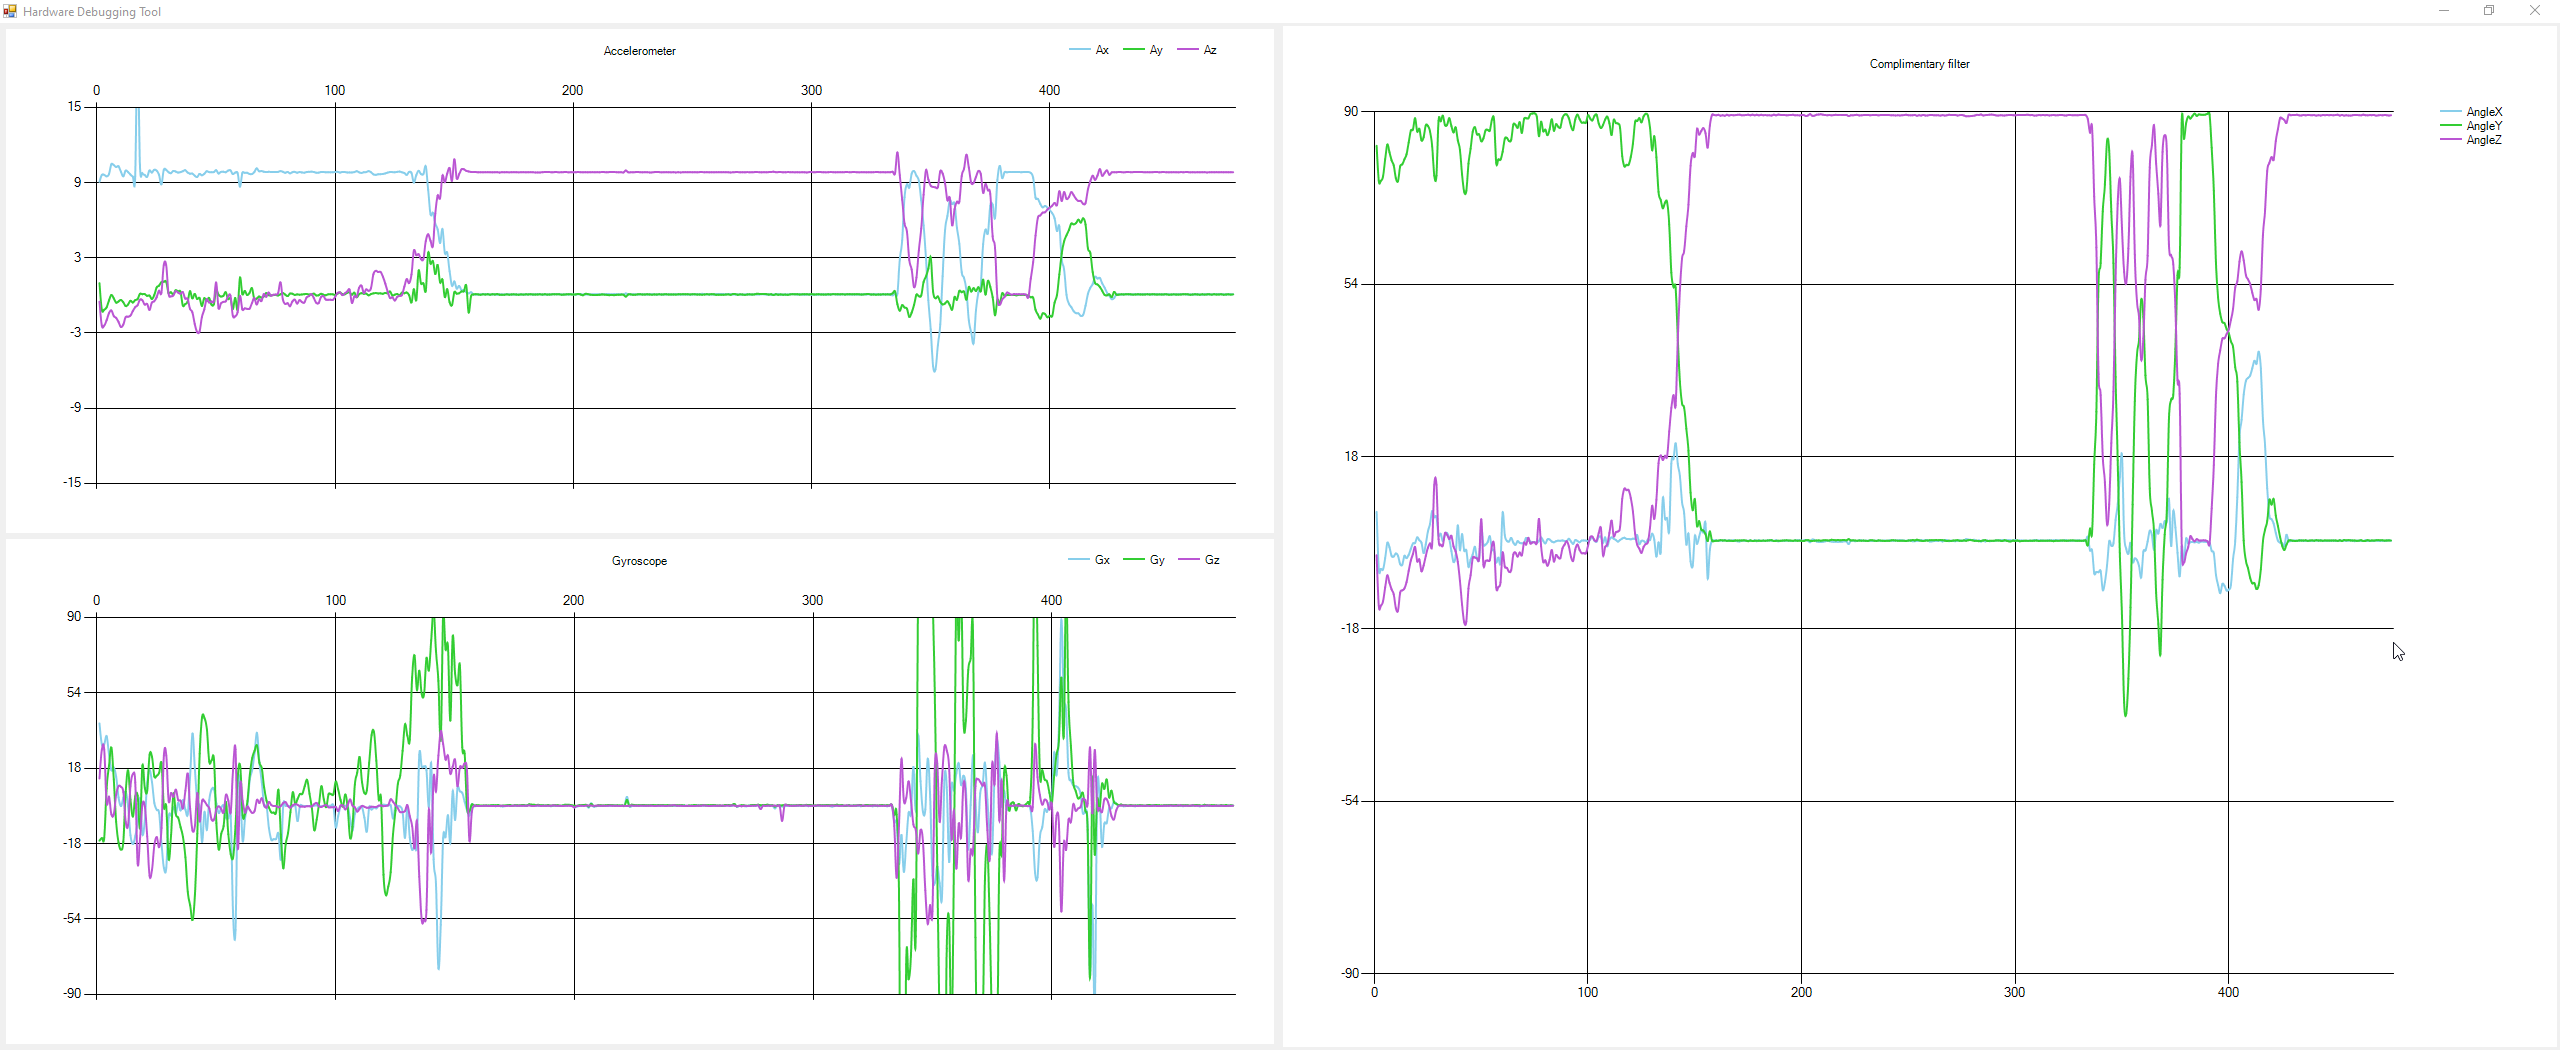 Hardware Debugging Tool
Accelerometer
Ax Ay Az
0 100 200 300 400
15
9
3
-3
-9
-15
Gyroscope
Gx Gy Gz
0 100 200 300 400
90
54
18
-18
-54
-90
Complimentary filter
AngleX
AngleY
AngleZ
90
54
18
-18
-54
-90
0 100 200 300 400